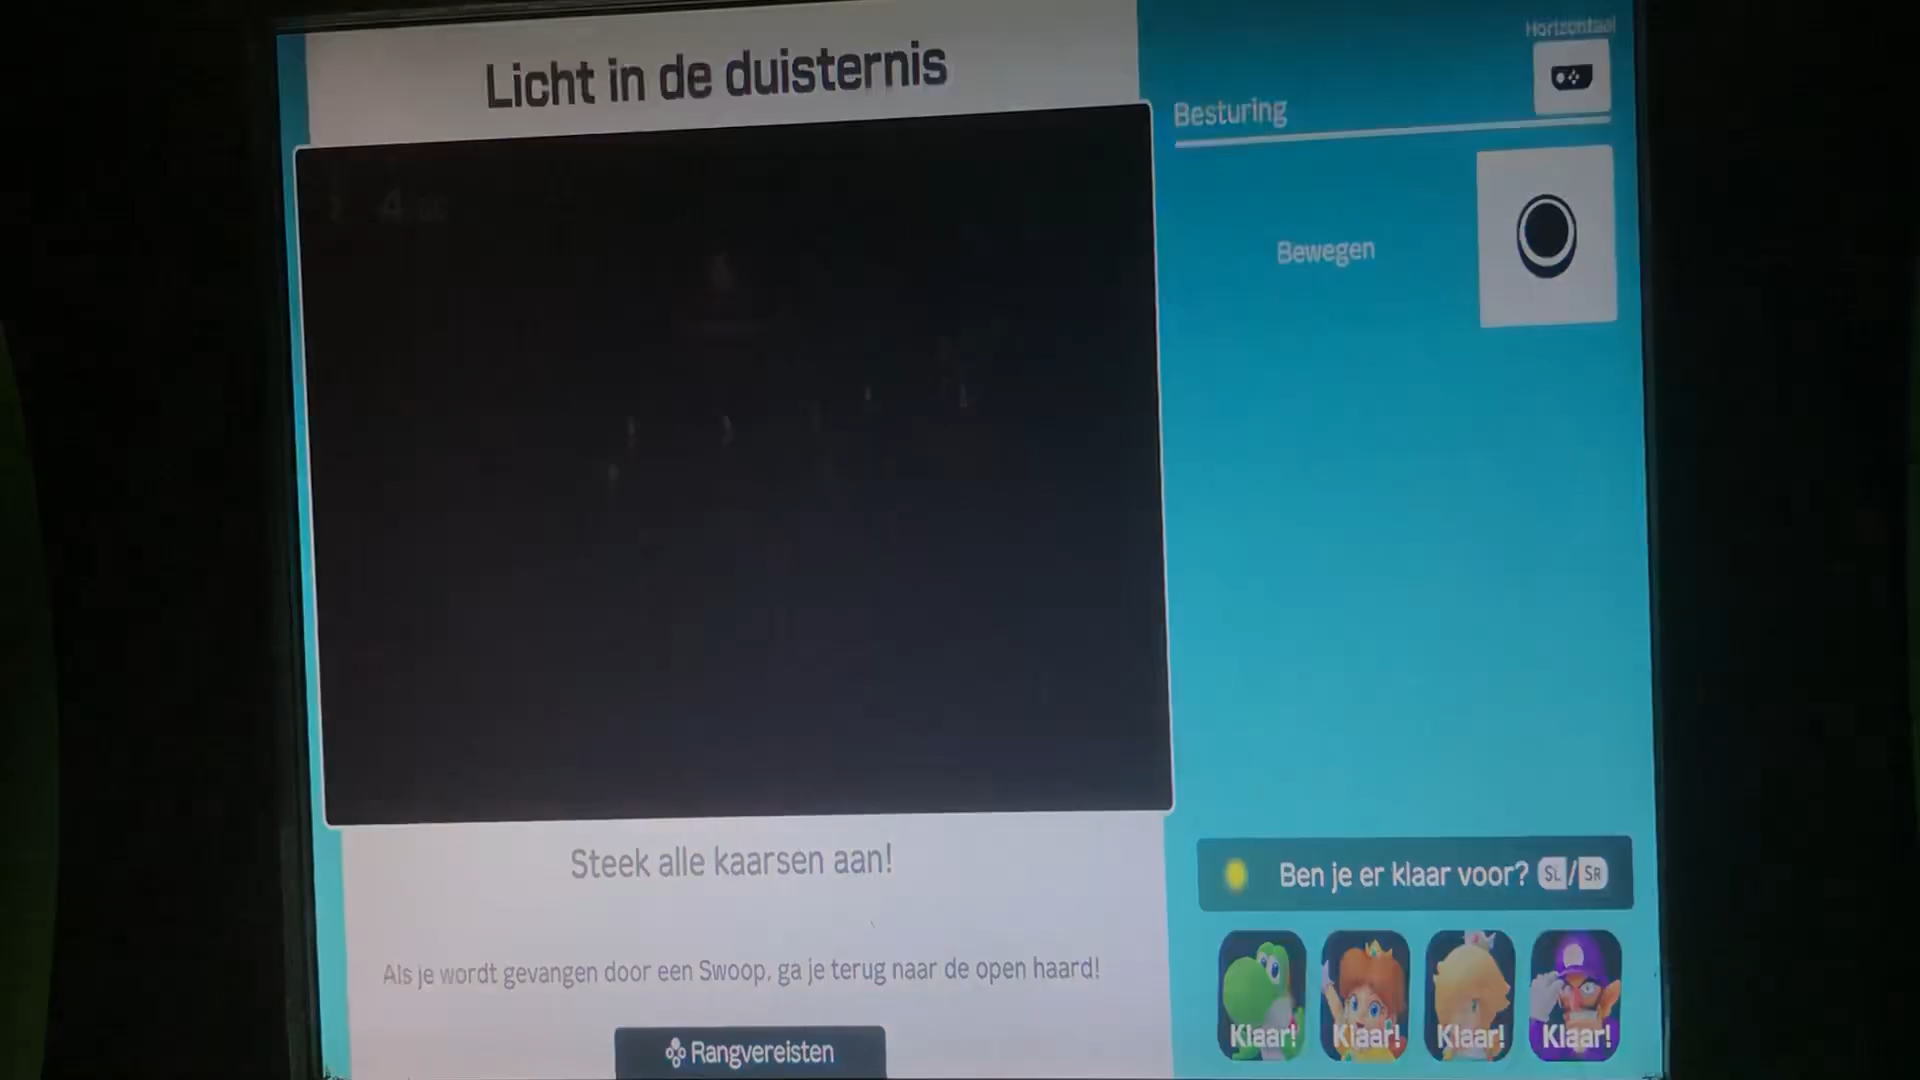 Licht in de duisternis
Horizontaal
Besturing
Bewegen
Steek alle kaarsen aan!
Als je wordt gevangen door een Swoop, ga je terug naar de open haard!
Rangvereisten
Ben je er klaar voor? SL/SR
Klaar! Klaar! Klaar! Klaar!